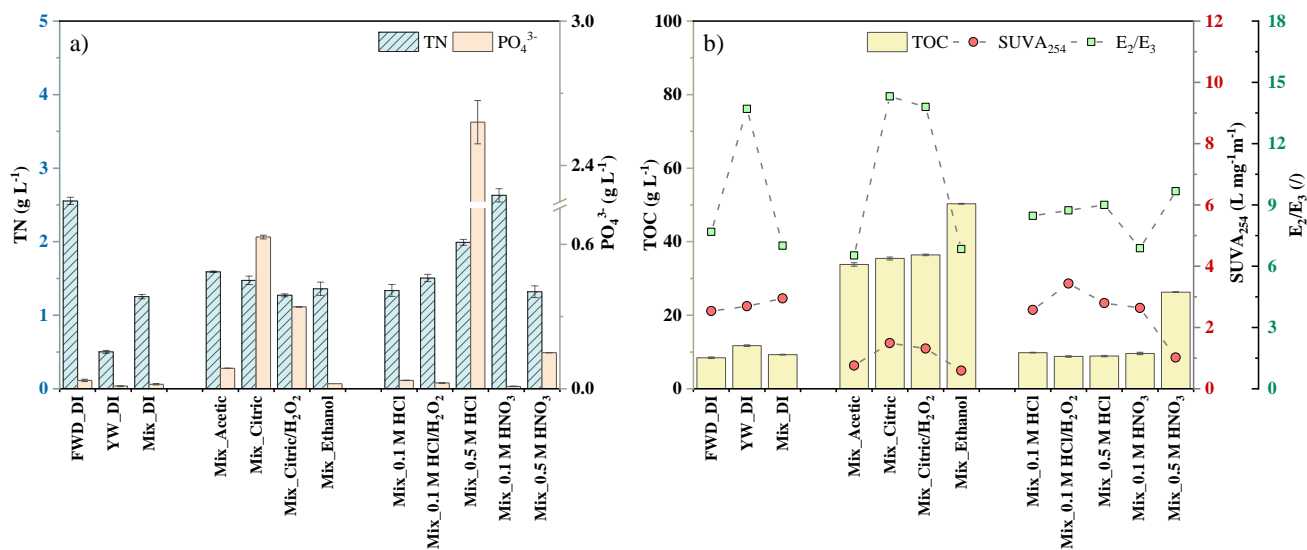 a)
TN
PO₄³⁻
5
4
3
2
1
0
TN (g L⁻¹)
3.0
2.4
0.6
0.0
PO₄³⁻ (g L⁻¹)
FWD_DI
YW_DI
Mix_DI
Mix_Acetic
Mix_Citric
Mix_Citric/H₂O₂
Mix_Ethanol
Mix_0.1 M HCl
Mix_0.1 M HCl/H₂O₂
Mix_0.5 M HCl
Mix_0.1 M HNO₃
Mix_0.5 M HNO₃
b)
TOC
SUVA₂₅₄
E₂/E₃
100
80
60
40
20
0
TOC (g L⁻¹)
12
10
8
6
4
2
0
SUVA₂₅₄ (L mg⁻¹m⁻¹)
18
15
12
9
6
3
0
E₂/E₃ (/)
FWD_DI
YW_DI
Mix_DI
Mix_Acetic
Mix_Citric
Mix_Citric/H₂O₂
Mix_Ethanol
Mix_0.1 M HCl
Mix_0.1 M HCl/H₂O₂
Mix_0.5 M HCl
Mix_0.1 M HNO₃
Mix_0.5 M HNO₃